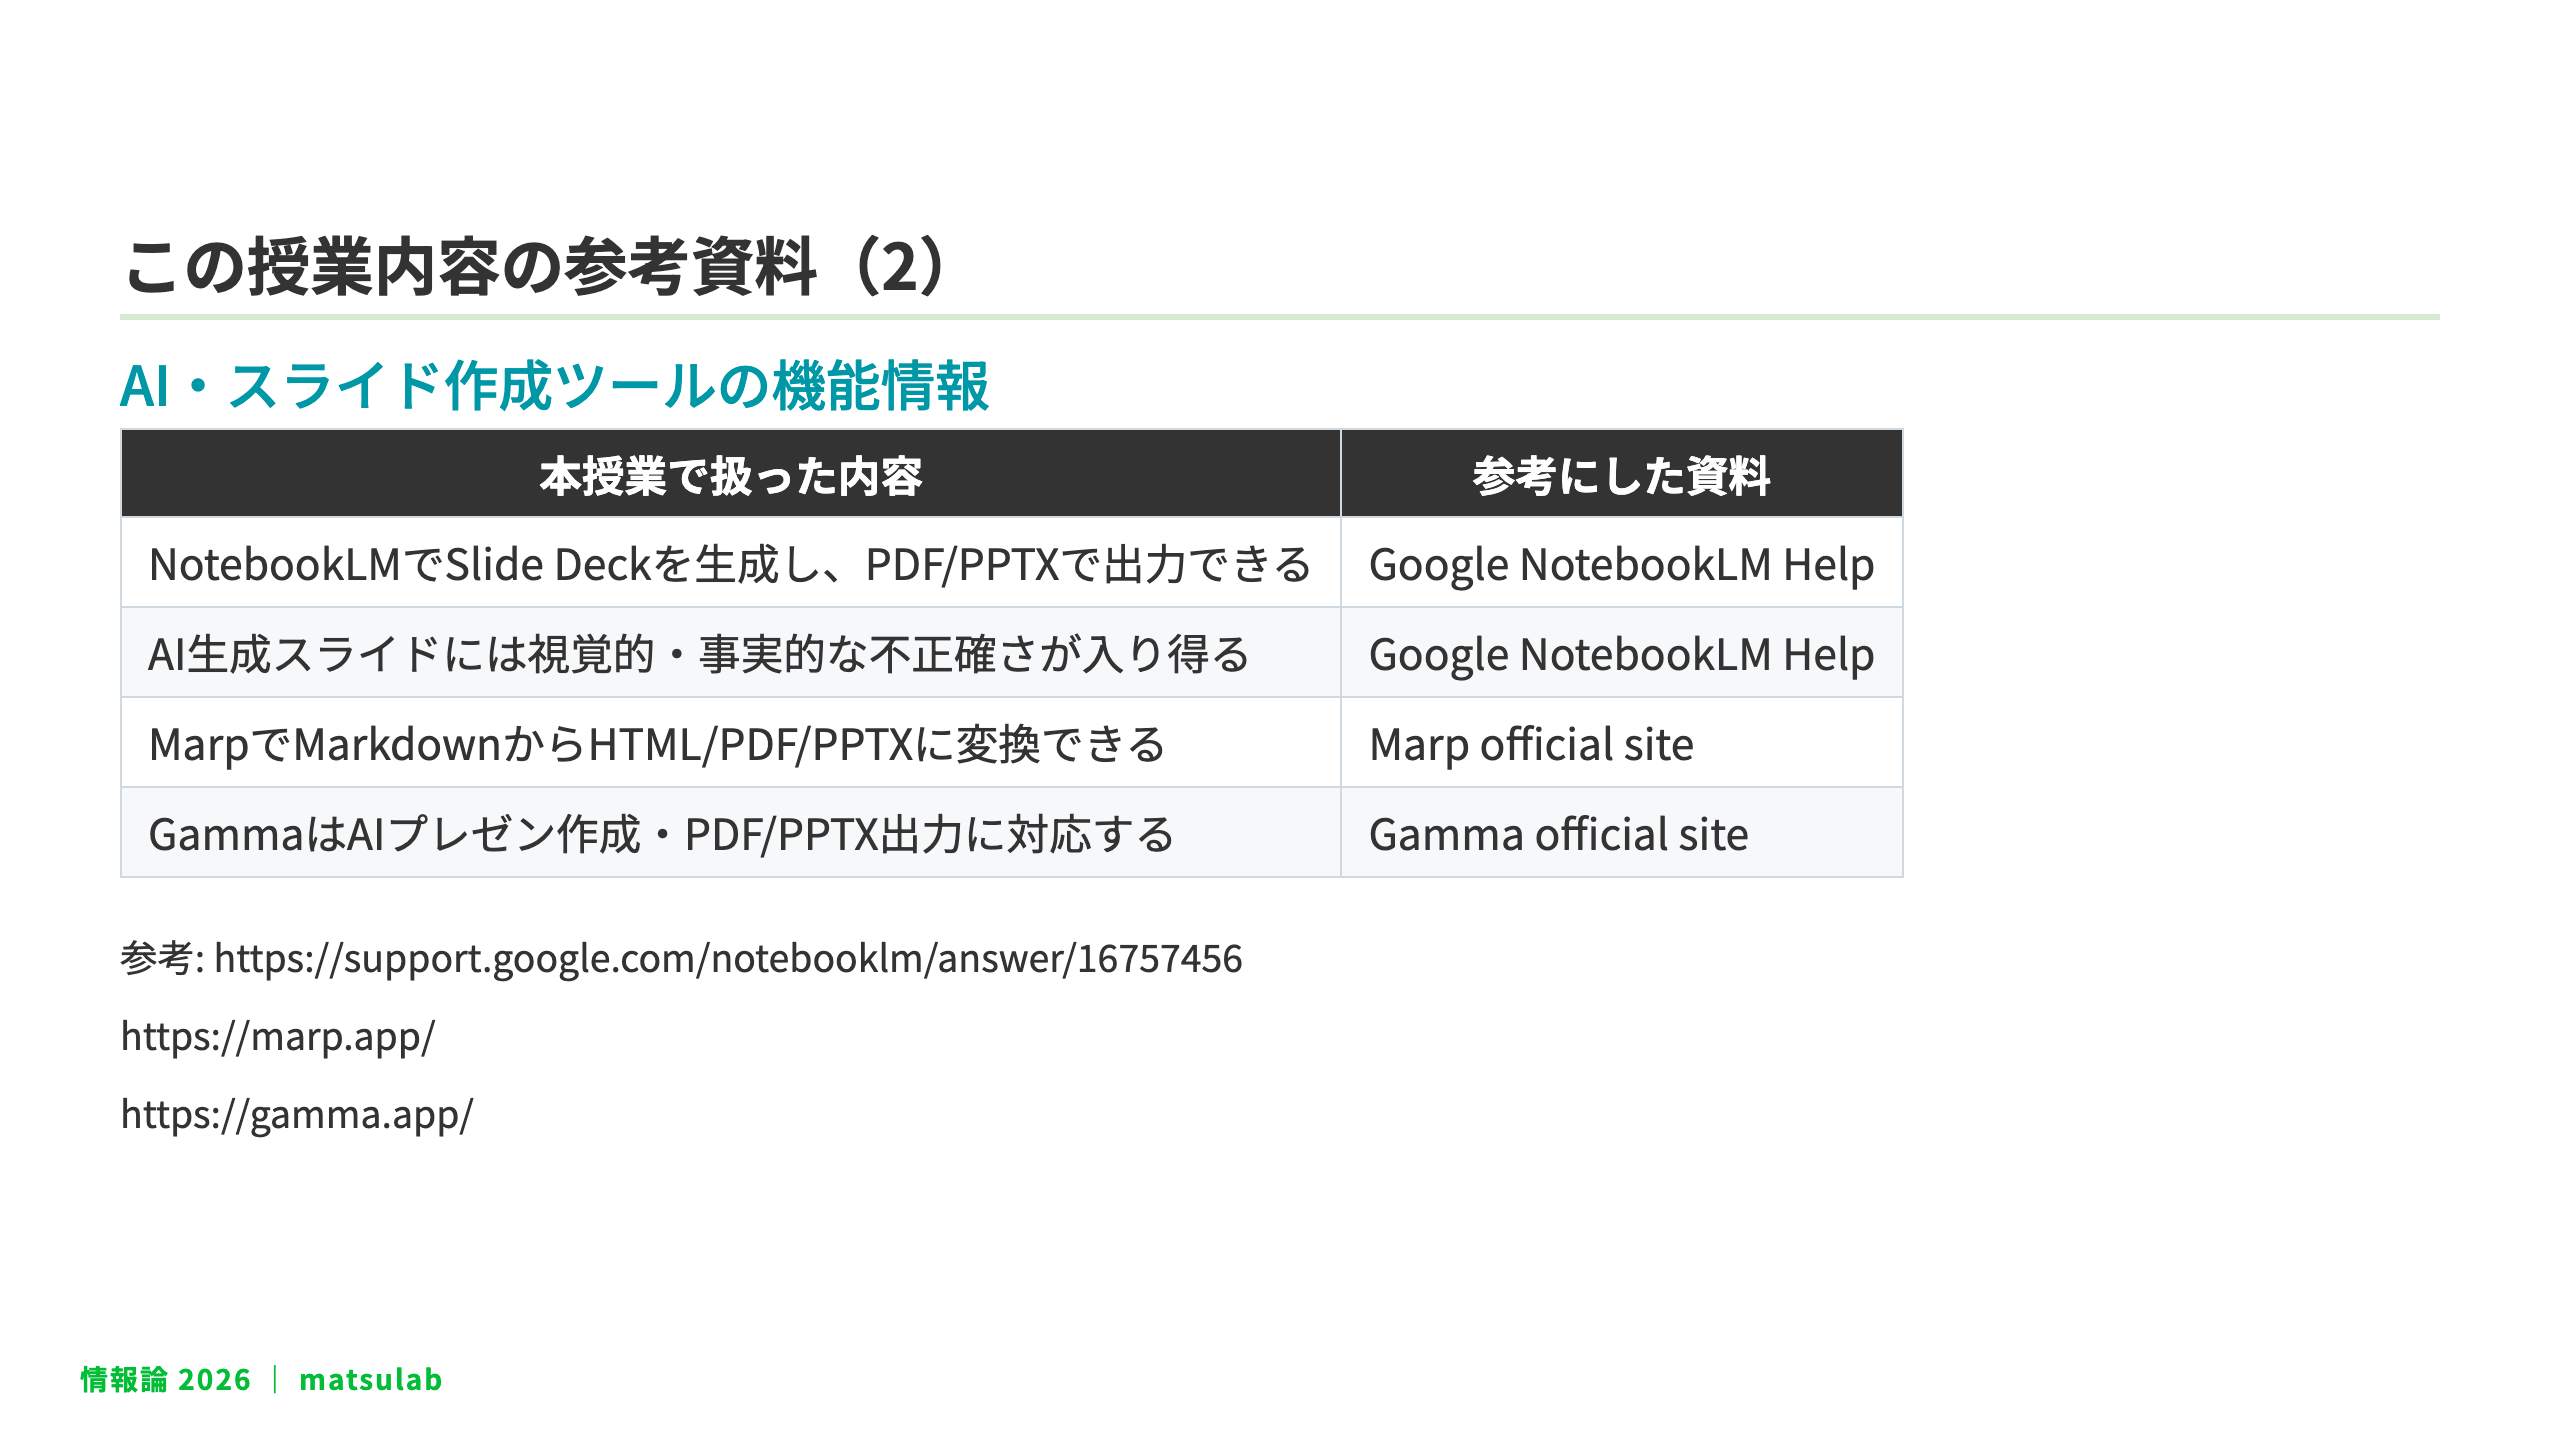 この授業内容の参考資料（2）
AI・スライド作成ツールの機能情報
本授業で扱った内容 参考にした資料
NotebookLMでSlide Deckを生成し、PDF/PPTXで出力できる Google NotebookLM Help
AI生成スライドには視覚的・事実的な不正確さが入り得る Google NotebookLM Help
MarpでMarkdownからHTML/PDF/PPTXに変換できる Marp official site
GammaはAIプレゼン作成・PDF/PPTX出力に対応する Gamma official site
参考: https://support.google.com/notebooklm/answer/16757456
https://marp.app/
https://gamma.app/
情報論 2026 ｜ matsulab